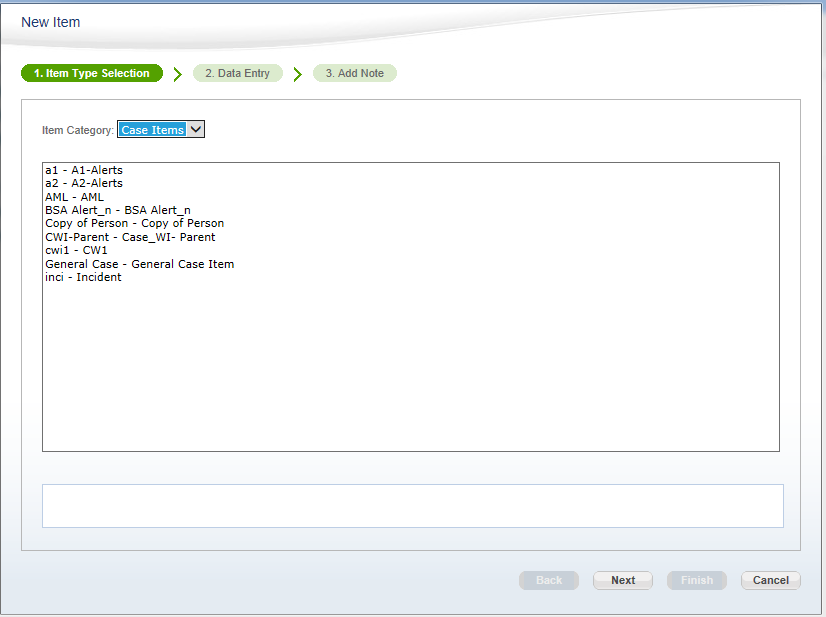 New Item
1. Item Type Selection
2. Data Entry
3. Add Note
Item Category: Case Items
a1 - A1-Alerts
a2 - A2-Alerts
AML - AML
BSA Alert_n - BSA Alert_n
Copy of Person - Copy of Person
CWI-Parent - Case_WI- Parent
cwi1 - CW1
General Case - General Case Item
inci - Incident
Back
Next
Finish
Cancel